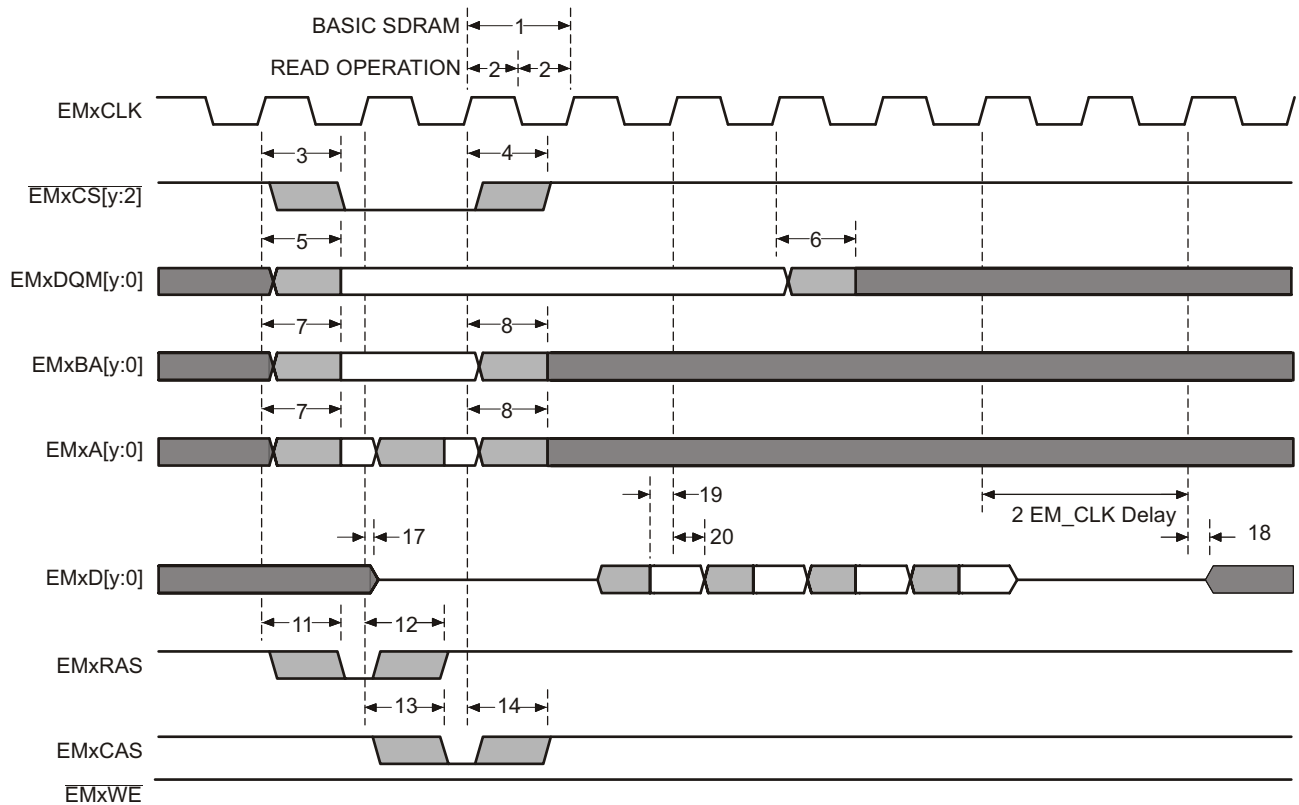 BASIC SDRAM
1
READ OPERATION
2 2
EMxCLK
3 4
EMxCS[y:2]
5 6
EMxDQM[y:0]
7 8
EMxBA[y:0]
7 8
EMxA[y:0]
19
2 EM_CLK Delay
17 20 18
EMxD[y:0]
11 12
EMxRAS
13 14
EMxCAS
EMxWE